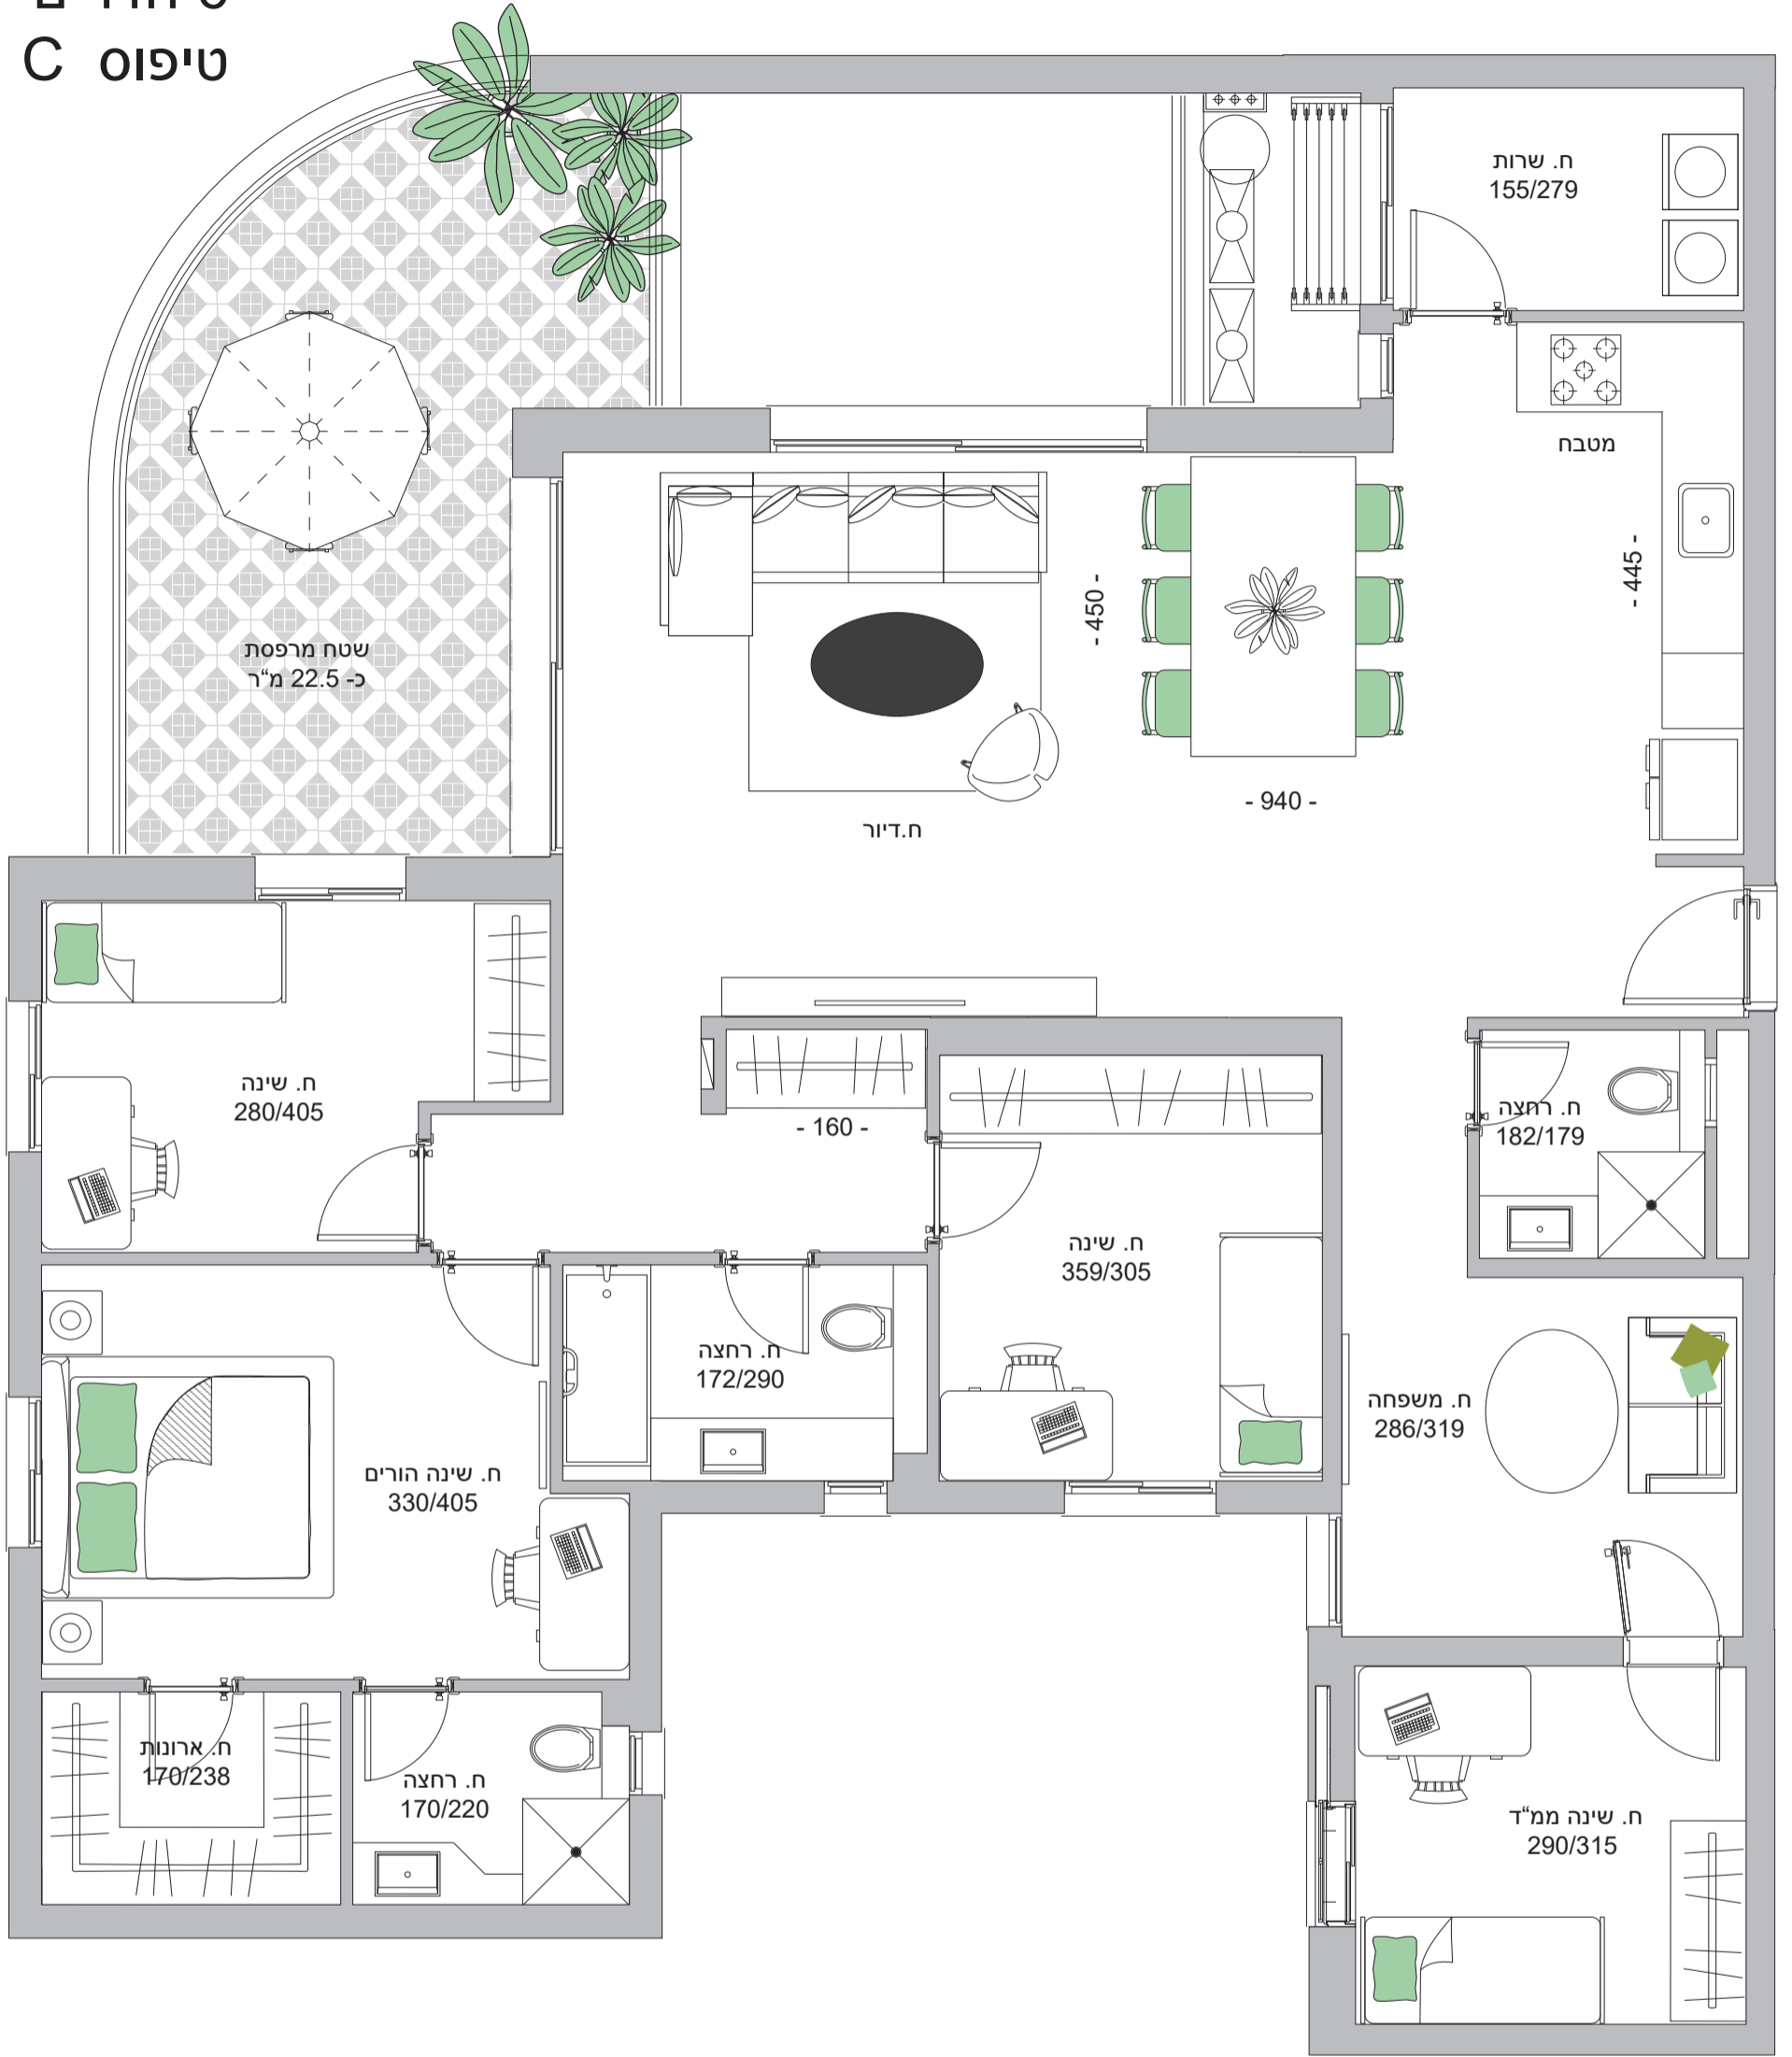 טיפוס C
ח. שרות
155/279
מטבח
- 445 -
- 450 -
שטח מרפסת
כ- 22.5 מ"ר
- 940 -
ח.דיור
ח. שינה
280/405
- 160 -
ח. רחצה
182/179
ח. שינה
359/305
ח. רחצה
172/290
ח. משפחה
286/319
ח. שינה הורים
330/405
ח. ארונות
170/238
ח. רחצה
170/220
ח. שינה ממ"ד
290/315